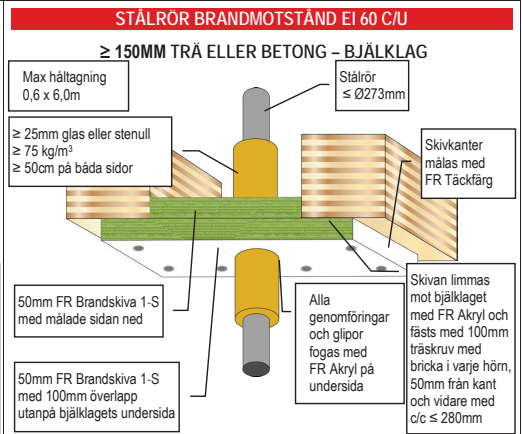 STÅLRÖR BRANDMOTSTÅND EI 60 C/U
≥ 150MM TRÄ ELLER BETONG – BJÄLKLAG
Max håltagning
0,6 x 6,0m
Stålrör
≤ Ø273mm
≥ 25mm glas eller stenull
≥ 75 kg/m³
≥ 50cm på båda sidor
Skivkanter
målas med
FR Täckfärg
50mm FR Brandskiva 1-S
med målade sidan ned
50mm FR Brandskiva 1-S
med 100mm överlapp
utanpå bjälklagets undersida
Alla
genomföringar
och glipor
fogas med
FR Akryl på
undersida
Skivan limmas
mot bjälklaget
med FR Akryl och
fästs med 100mm
träskruv med
bricka i varje hörn,
50mm från kant
och vidare med
c/c ≤ 280mm